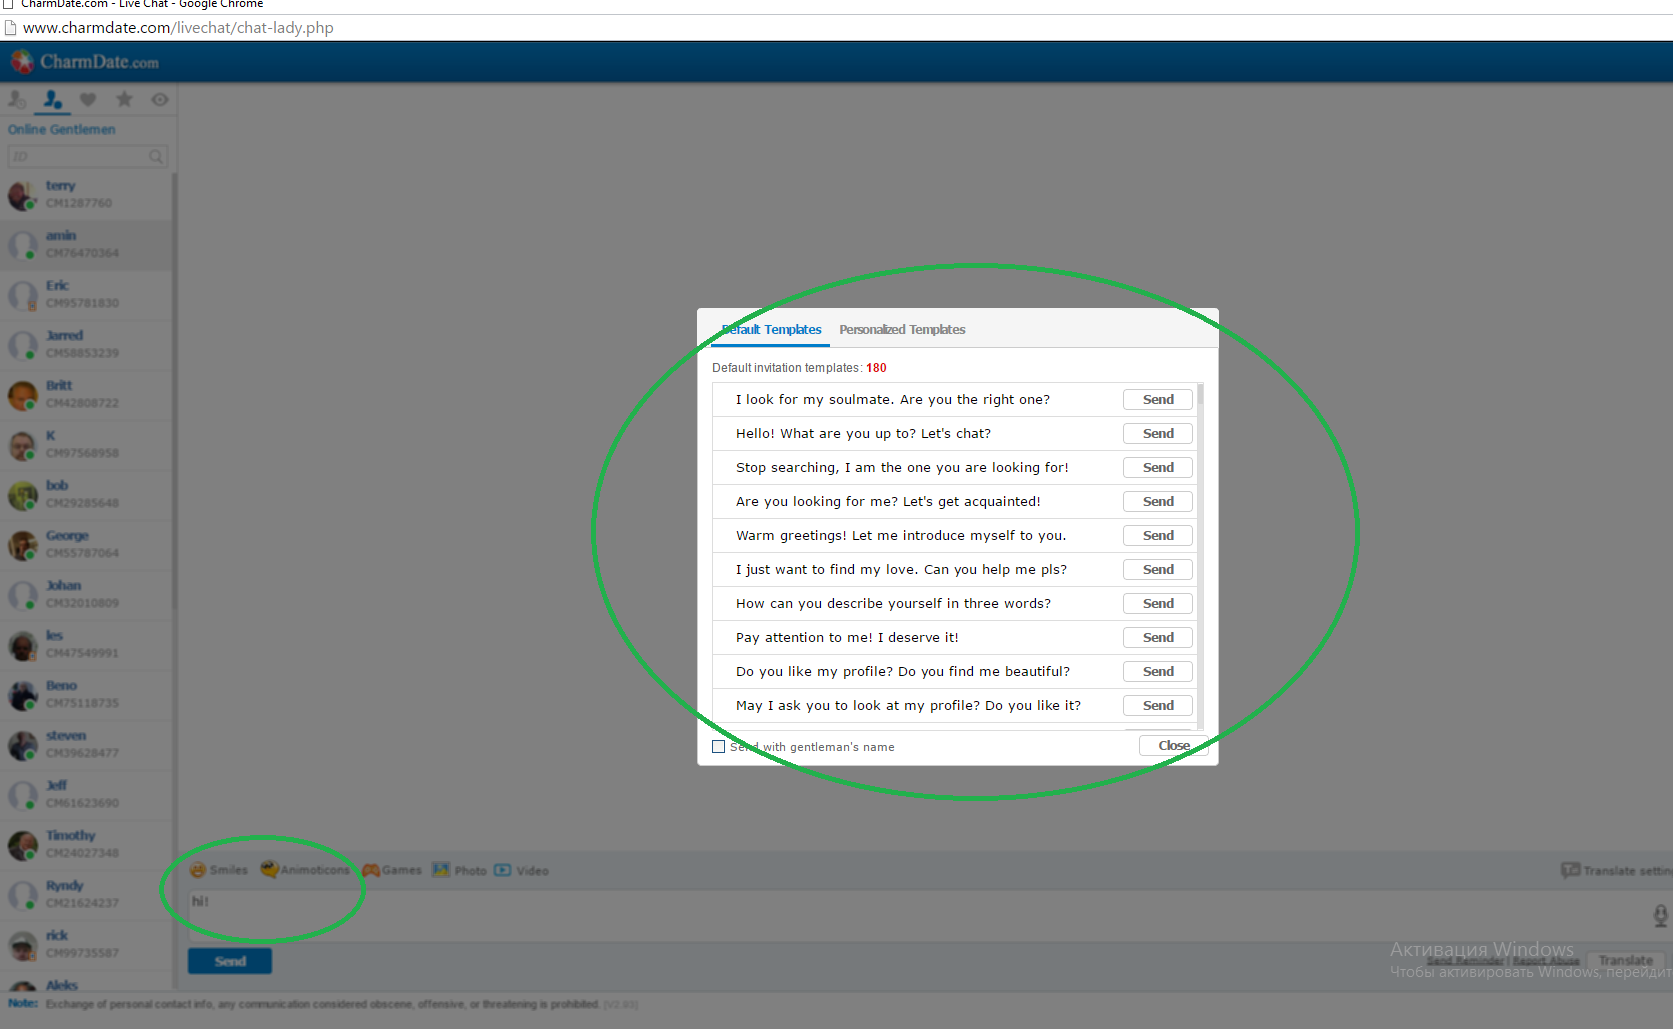 CharmDate.com - Live Chat - Google Chrome
www.charmdate.com/livechat/chat-lady.php
CharmDate.com
Online Gentlemen
ID
terry
CM1287760
amin
CM76470364
Eric
CM95781830
Jarred
CM58853239
Britt
CM42808722
K
CM97568958
bob
CM29285648
George
CM55787064
Johan
CM32010809
les
CM47549991
Beno
CM75118735
steven
CM39628477
Jeff
CM61623690
Timothy
CM24027348
Ryndy
CM21624237
rick
CM99735587
Aleks
Default Templates
Personalized Templates
Default invitation templates: 180
I look for my soulmate. Are you the right one? Send
Hello! What are you up to? Let's chat? Send
Stop searching, I am the one you are looking for! Send
Are you looking for me? Let's get acquainted! Send
Warm greetings! Let me introduce myself to you. Send
I just want to find my love. Can you help me pls? Send
How can you describe yourself in three words? Send
Pay attention to me! I deserve it! Send
Do you like my profile? Do you find me beautiful? Send
May I ask you to look at my profile? Do you like it? Send
Send with gentleman's name
Close
Smiles Animoticons Games Photo Video
Translate settin
hi!
Send
Активация Windows
Send Reminder | Report Abuse Translate
Чтобы активировать Windows, перейдит
Note: Exchange of personal contact info, any communication considered obscene, offensive, or threatening is prohibited. [V3.93]